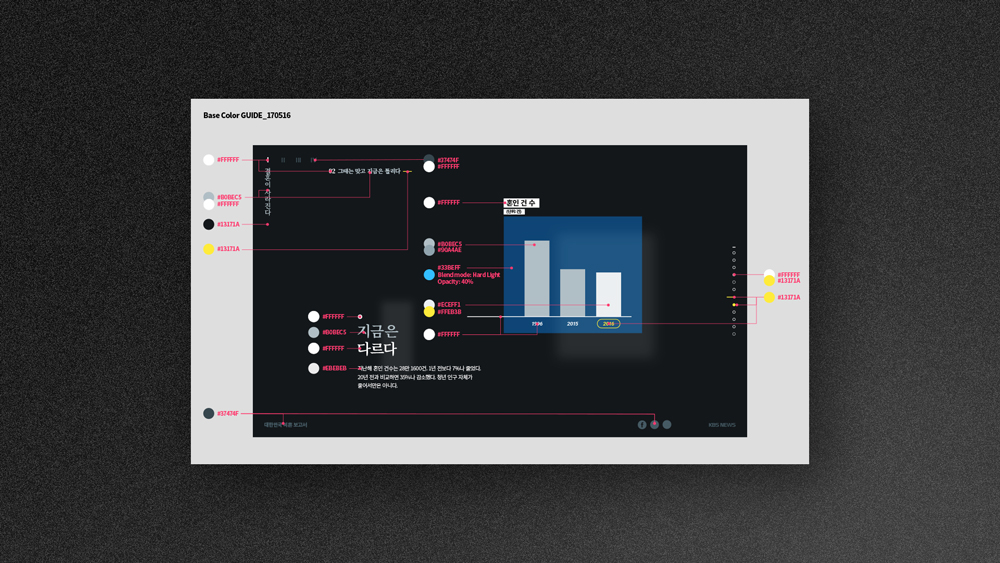 Base Color GUIDE_170516
#FFFFFF
#37474F
#FFFFFF
02 그때는 맞고 지금은 틀리다
#B0BEC5
#FFFFFF
#FFFFFF
혼인 건 수
#13171A
#B0BEC5
#90A4AE
#13171A
#33BEFF
Blend mode: Hard Light
Opacity: 40%
#FFFFFF
#13171A
#13171A
#ECEFF1
#FFEB3B
#FFFFFF
1996
2015
2016
#FFFFFF
#B0BEC5
지금은
#FFFFFF
다르다
#EBEBEB
지난해 혼인 건수는 28만 1600건. 1년 전보다 7%나 줄었다.
20년 전과 비교하면 35%나 감소했다. 청년 인구 자체가
줄어서만은 아니다.
#37474F
대한민국 보고서
f
KBS NEWS